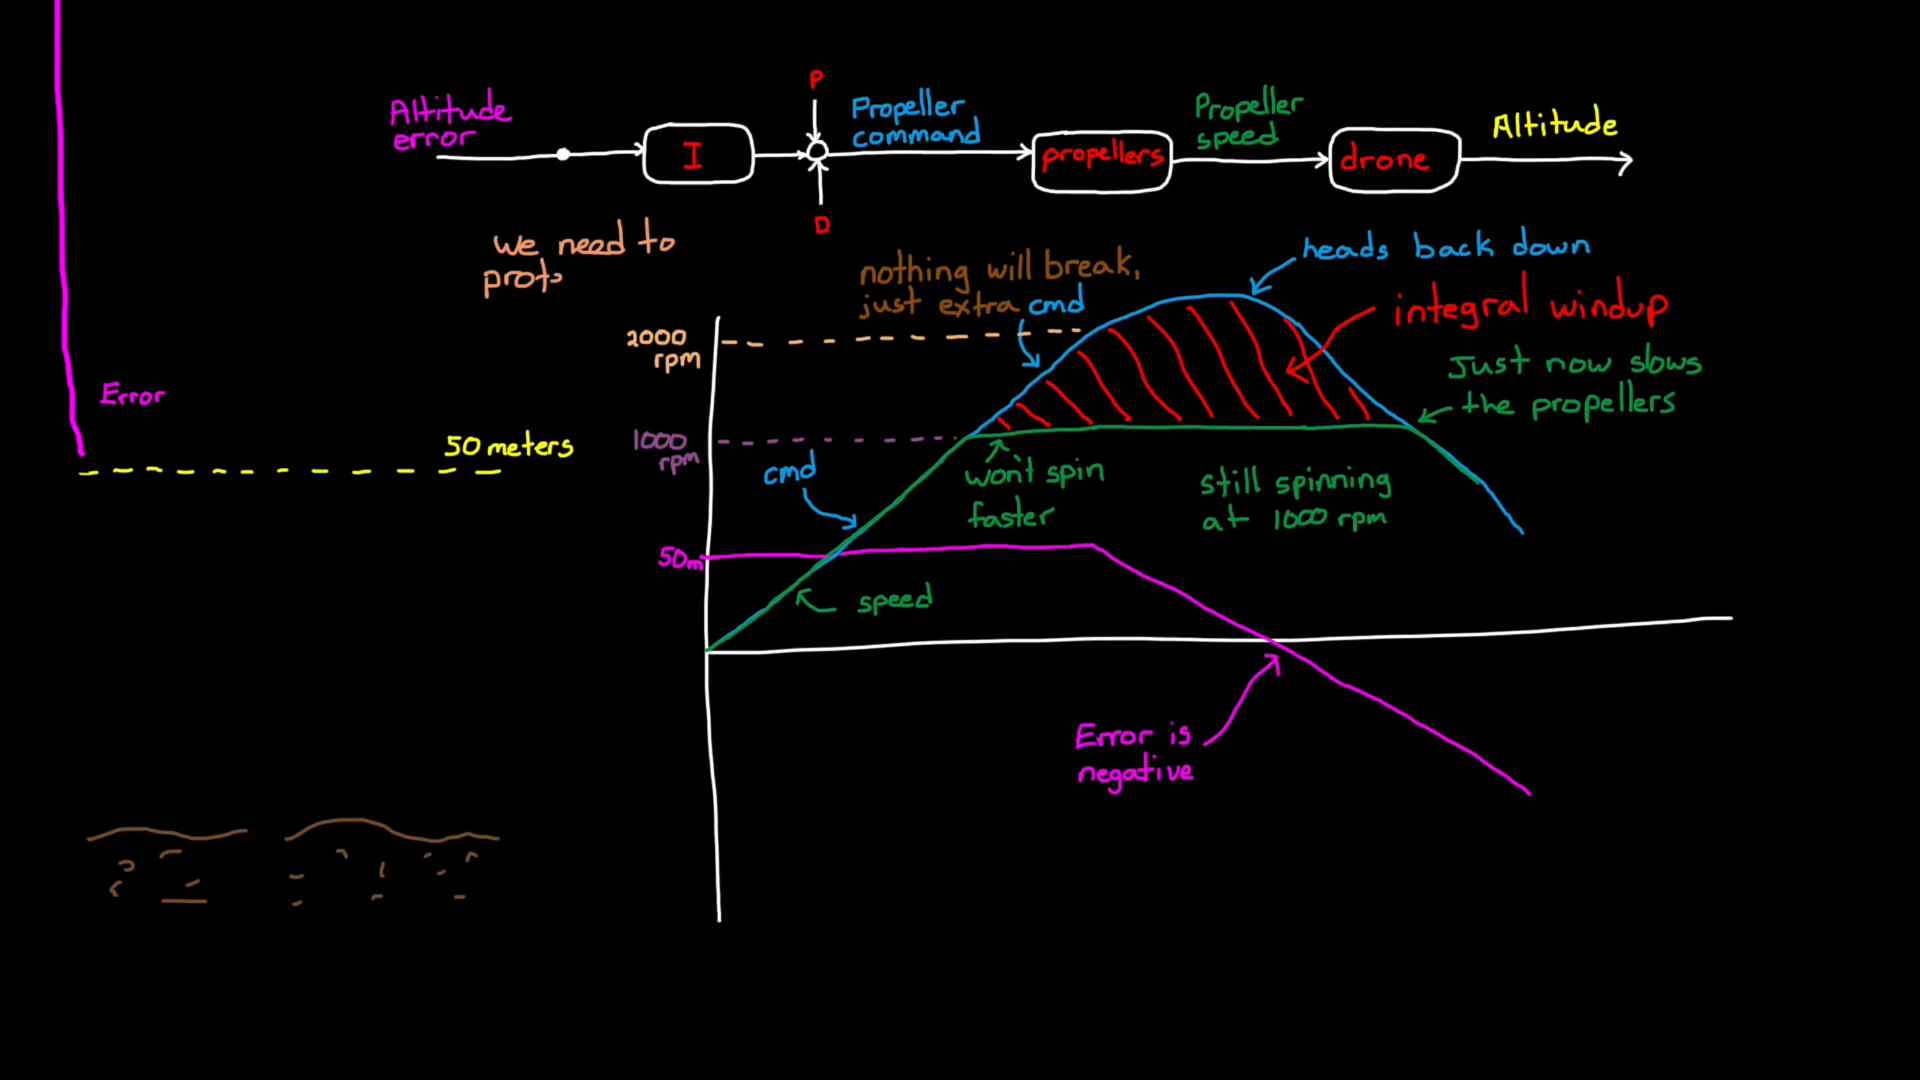 P
Altitude
error
I
Propeller
command
propellers
Propeller
speed
drone
Altitude
D
we need to
prot
nothing will break,
just extra cmd
heads back down
integral windup
2000
rpm
Just now slows
the propellers
Error
50 meters
1000
rpm
cmd
won't spin
faster
still spinning
at 1000 rpm
50m
speed
Error is
negative